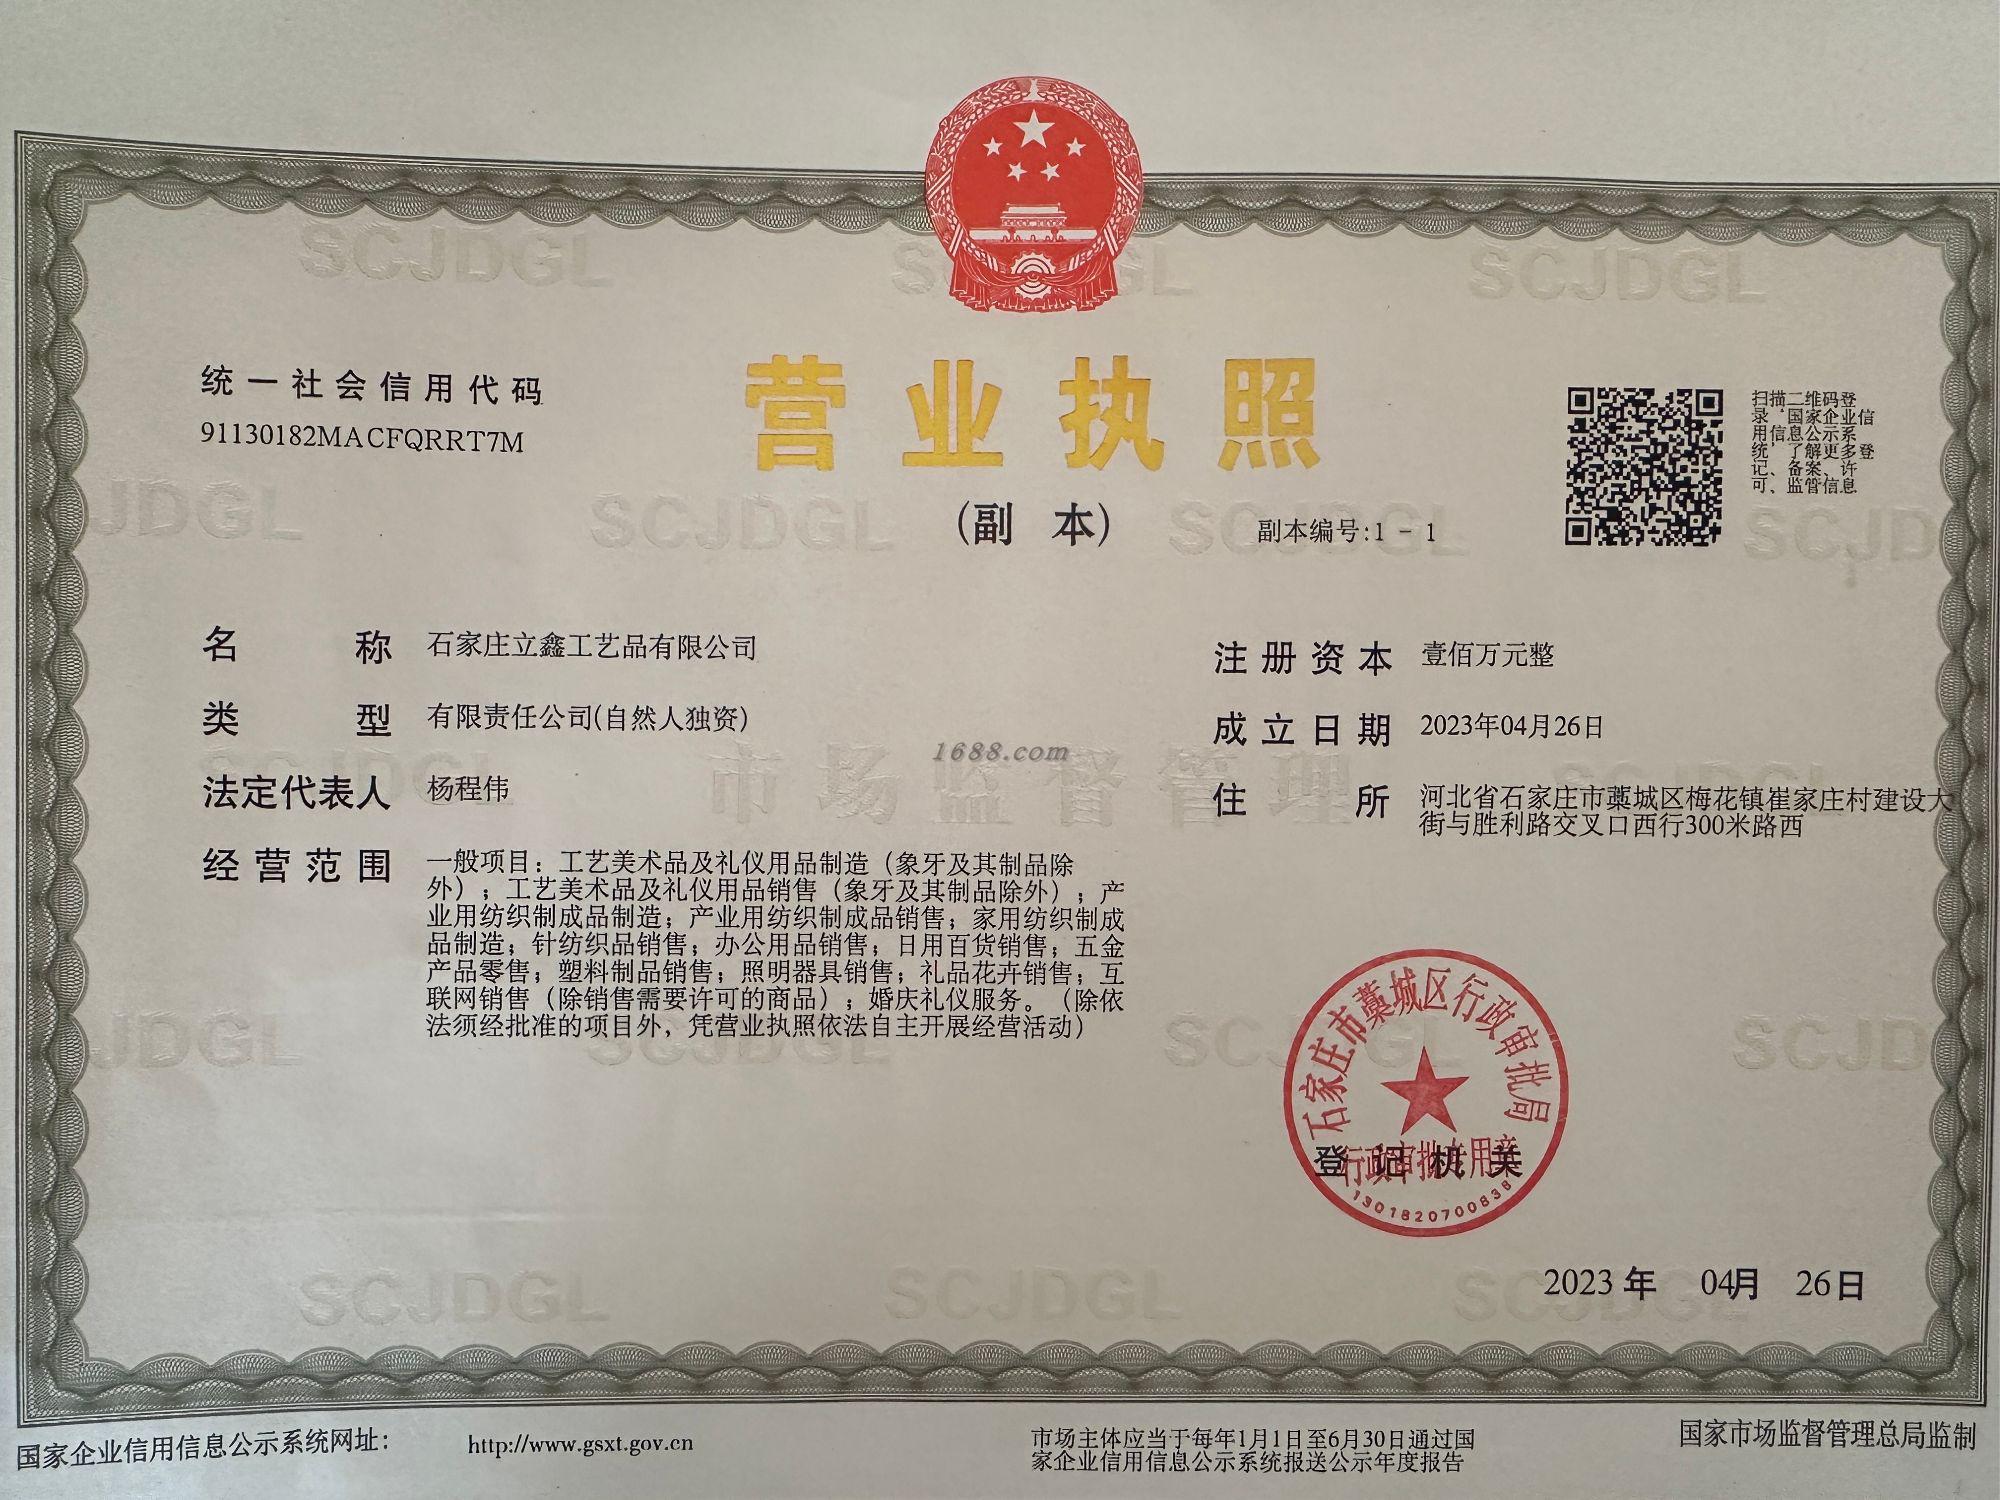 统一社会信用代码
91130182MACFQRRT7M
营业执照
(副 本)
副本编号:1 - 1
扫描二维码登
录‘国家企业信
用信息公示系
统’了解更多登
记、备案、许
可、监管信息
名 称 石家庄立鑫工艺品有限公司
类 型 有限责任公司(自然人独资)
法定代表人 杨程伟
经营范围 一般项目：工艺美术品及礼仪用品制造（象牙及其制品除
外）；工艺美术品及礼仪用品销售（象牙及其制品除外）；产
业用纺织制成品制造；产业用纺织制成品销售；家用纺织制成
品制造；针纺织品销售；办公用品销售；日用百货销售；五金
产品零售；塑料制品销售；照明器具销售；礼品花卉销售；互
联网销售（除销售需要许可的商品）；婚庆礼仪服务。（除依
法须经批准的项目外，凭营业执照依法自主开展经营活动）
注册资本 壹佰万元整
成立日期 2023年04月26日
住 所 河北省石家庄市藁城区梅花镇崔家庄村建设大
街与胜利路交叉口西行300米路西
1688.com
市场监督管理
SCJDGL
石家庄市藁城区行政审批局
行政审批专用章
登记机关
1301820700838
2023 年 04月 26日
国家企业信用信息公示系统网址： http://www.gsxt.gov.cn
市场主体应当于每年1月1日至6月30日通过国
家企业信用信息公示系统报送公示年度报告
国家市场监督管理总局监制